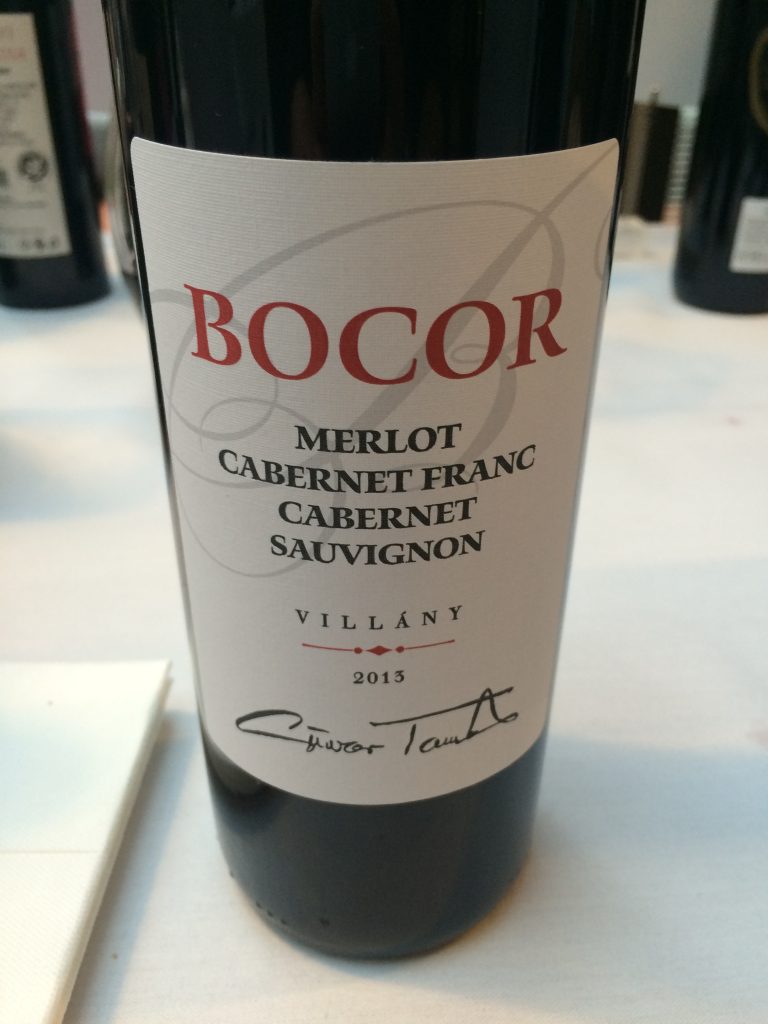 BOCOR
MERLOT
CABERNET FRANC
CABERNET
SAUVIGNON
VILLÁNY
2013